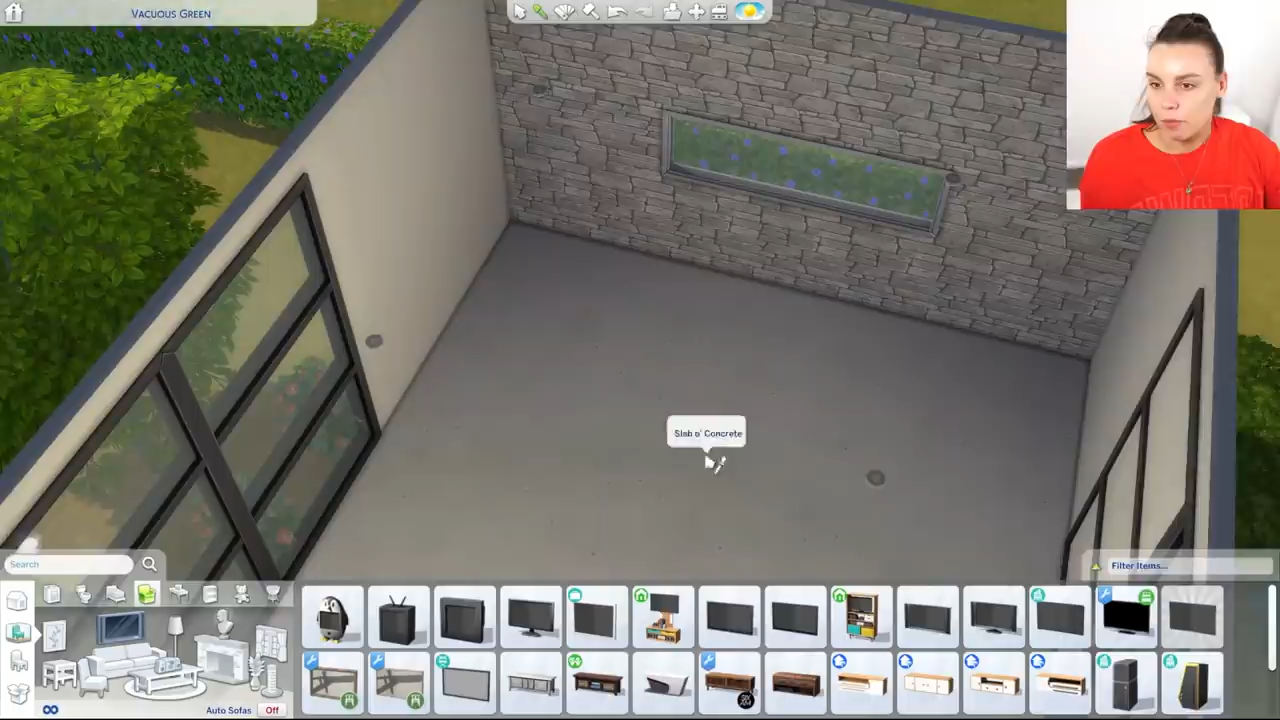 Vacuous Green
Slab o' Concrete
Search
Filter Items...
Auto Sofas Off